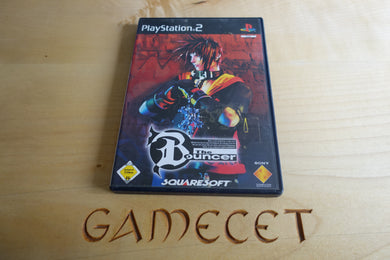 PlayStation 2
The
Bouncer
SQUARESOFT
SONY
GAMECET